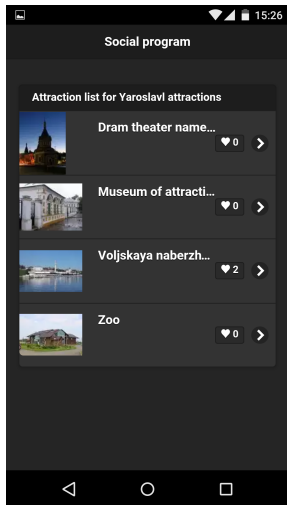 15:26
Social program
Attraction list for Yaroslavl attractions
Dram theater name...
0
Museum of attracti...
0
Voljskaya naberzh...
2
Zoo
0